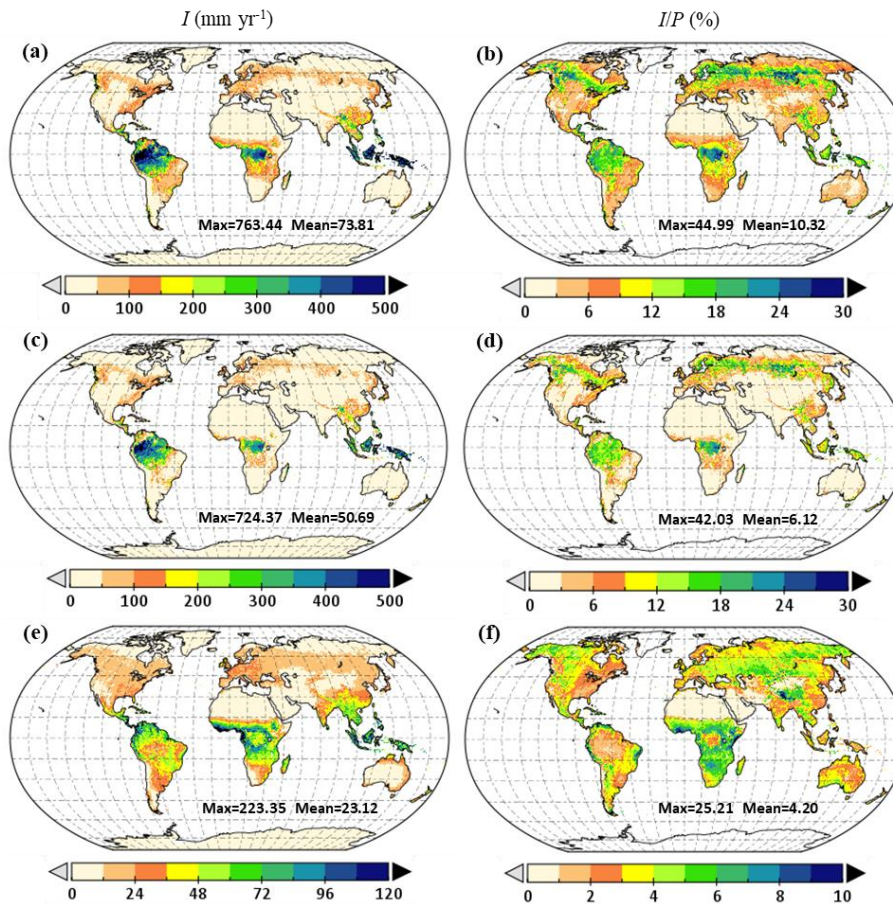 I (mm yr-1) I/P (%)
(a) (b)
Max=763.44 Mean=73.81 Max=44.99 Mean=10.32
0 100 200 300 400 500 0 6 12 18 24 30
(c) (d)
Max=724.37 Mean=50.69 Max=42.03 Mean=6.12
0 100 200 300 400 500 0 6 12 18 24 30
(e) (f)
Max=223.35 Mean=23.12 Max=25.21 Mean=4.20
0 24 48 72 96 120 0 2 4 6 8 10